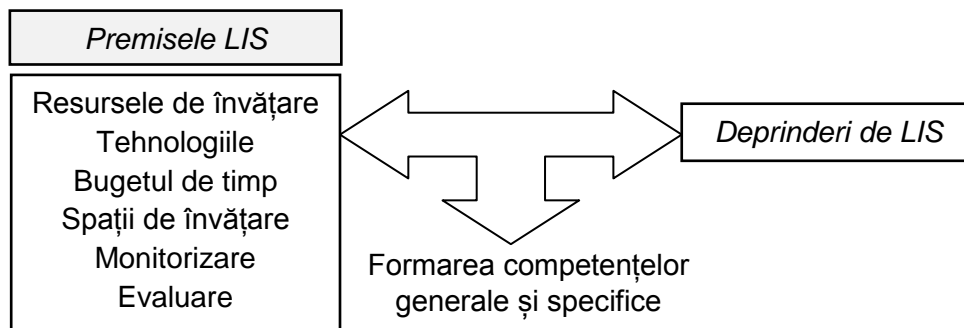 Premisele LIS
Resursele de învățare
Tehnologiile
Bugetul de timp
Spații de învățare
Monitorizare
Evaluare
Deprinderi de LIS
Formarea competențelor
generale și specifice